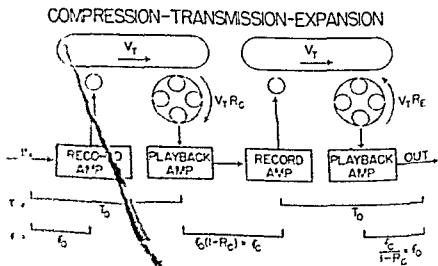 COMPRESSION-TRANSMISSION-EXPANSION
V_T V_T
V_T R_C V_T R_E
RECORD AMP PLAYBACK AMP RECORD AMP PLAYBACK AMP OUT
T_0 T_0
f_0 f_0(1-R_C) = f_C f_C/1-R_C = f_0